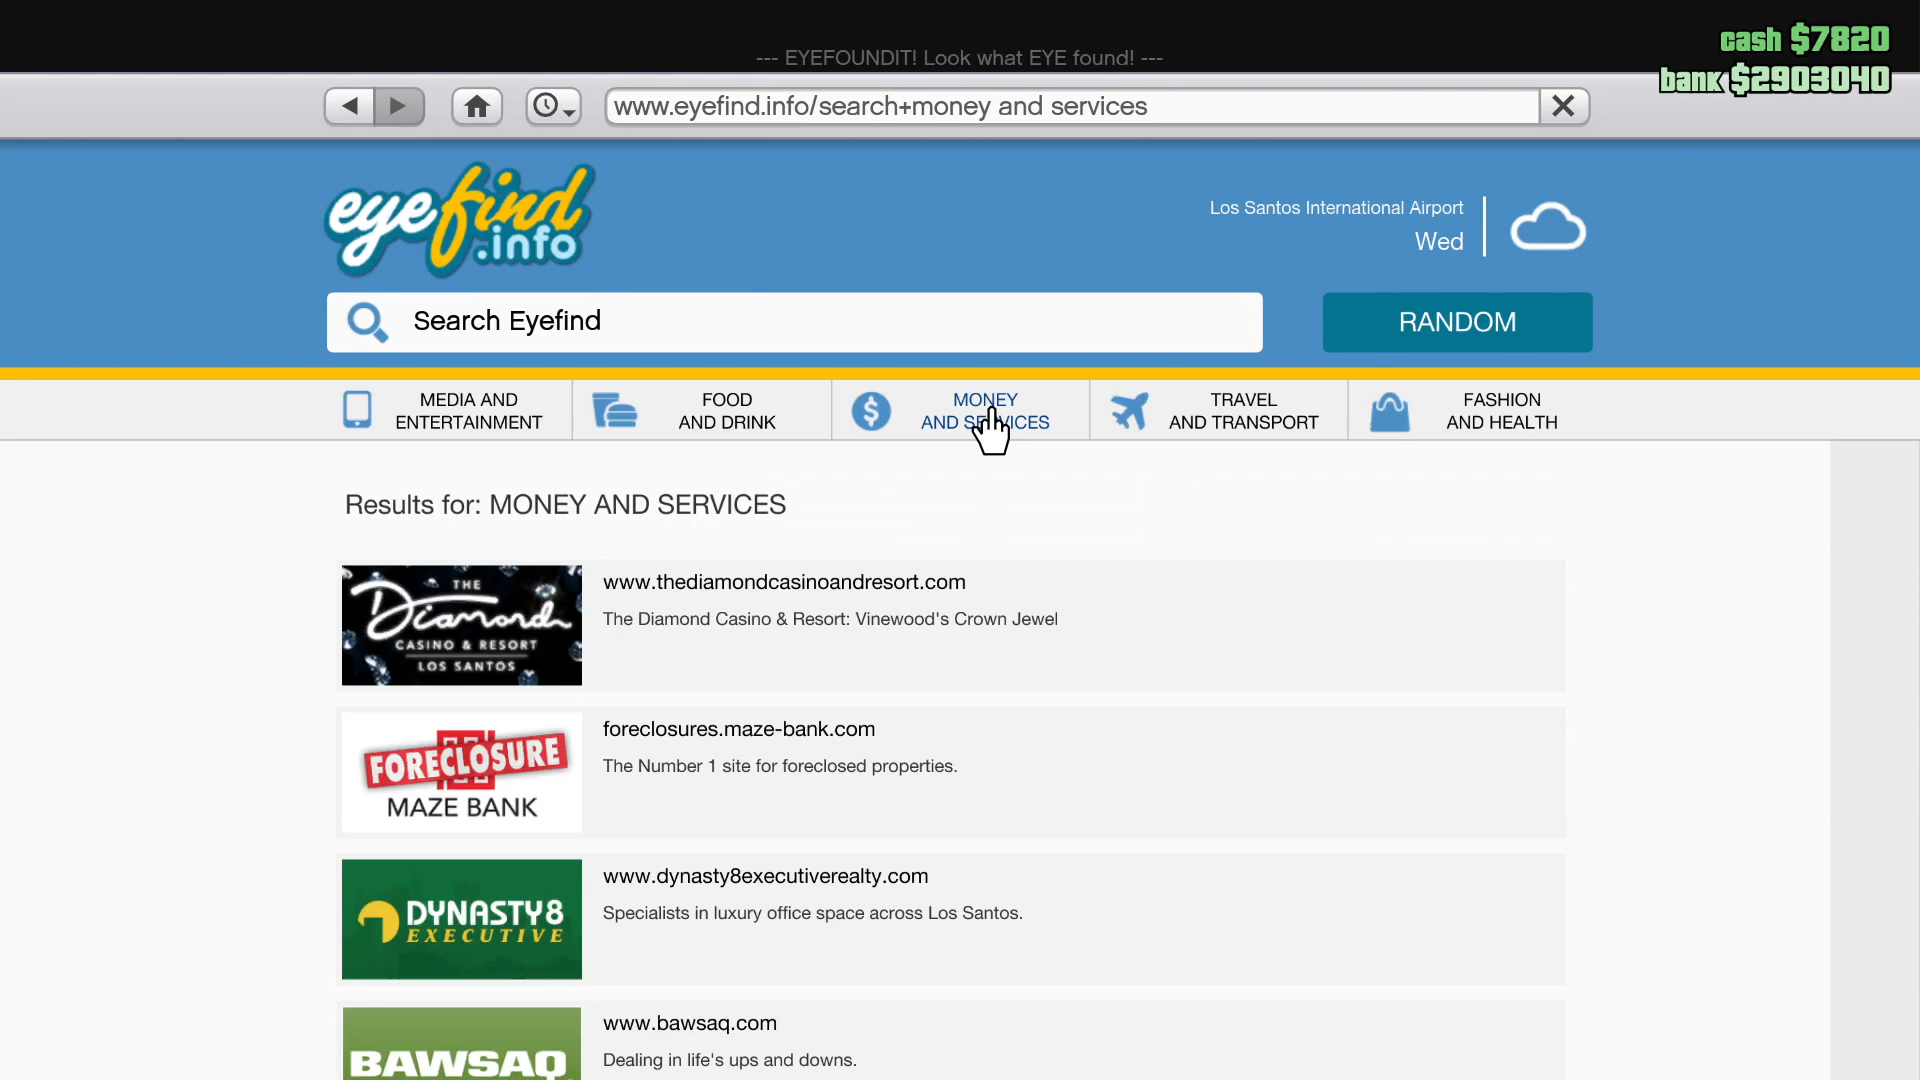 cash $7820
--- EYEFOUNDIT! Look what EYE found! ---
bank $2903040
www.eyefind.info/search+money and services
eyefind
.info
Los Santos International Airport
Wed
Search Eyefind
RANDOM
MEDIA AND
ENTERTAINMENT
FOOD
AND DRINK
MONEY
AND SERVICES
TRAVEL
AND TRANSPORT
FASHION
AND HEALTH
Results for: MONEY AND SERVICES
THE
Diamond
CASINO & RESORT
LOS SANTOS
www.thediamondcasinoandresort.com
The Diamond Casino & Resort: Vinewood's Crown Jewel
FORECLOSURE
MAZE BANK
foreclosures.maze-bank.com
The Number 1 site for foreclosed properties.
DYNASTY8
EXECUTIVE
www.dynasty8executiverealty.com
Specialists in luxury office space across Los Santos.
BAWSAQ
www.bawsaq.com
Dealing in life's ups and downs.